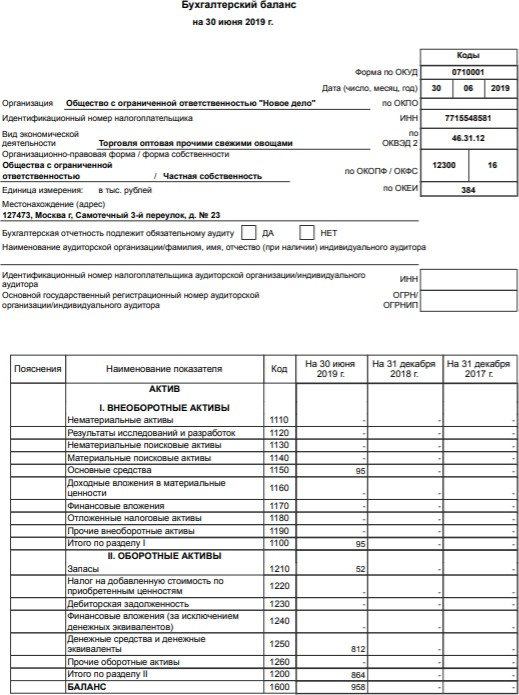 Бухгалтерский баланс
на 30 июня 2019 г.
Коды
Форма по ОКУД 0710001
Дата (число, месяц, год) 30 06 2019
Организация Общество с ограниченной ответственностью "Новое дело" по ОКПО
Идентификационный номер налогоплательщика ИНН 7715548581
Вид экономической
деятельности Торговля оптовая прочими свежими овощами
по
ОКВЭД 2 46.31.12
Организационно-правовая форма / форма собственности
Общества с ограниченной
ответственностью / Частная собственность по ОКОПФ / ОКФС 12300 16
Единица измерения: в тыс. рублей по ОКЕИ 384
Местонахождение (адрес)
127473, Москва г, Самотечный 3-й переулок, д. № 23
Бухгалтерская отчетность подлежит обязательному аудиту ДА НЕТ
Наименование аудиторской организации/фамилия, имя, отчество (при наличии) индивидуального аудитора
Идентификационный номер налогоплательщика аудиторской организации/индивидуального
аудитора ИНН
Основной государственный регистрационный номер аудиторской
организации/индивидуального аудитора
ОГРН/
ОГРНИП
Пояснения Наименование показателя Код На 30 июня 2019 г. На 31 декабря 2018 г. На 31 декабря 2017 г.
АКТИВ
I. ВНЕОБОРОТНЫЕ АКТИВЫ
Нематериальные активы 1110 - - -
Результаты исследований и разработок 1120 - - -
Нематериальные поисковые активы 1130 - - -
Материальные поисковые активы 1140 - - -
Основные средства 1150 95 - -
Доходные вложения в материальные
ценности 1160 - - -
Финансовые вложения 1170 - - -
Отложенные налоговые активы 1180 - - -
Прочие внеоборотные активы 1190 - - -
Итого по разделу I 1100 95 - -
II. ОБОРОТНЫЕ АКТИВЫ
Запасы 1210 52 - -
Налог на добавленную стоимость по
приобретенным ценностям 1220 - - -
Дебиторская задолженность 1230 - - -
Финансовые вложения (за исключением
денежных эквивалентов) 1240 - - -
Денежные средства и денежные
эквиваленты 1250 812 - -
Прочие оборотные активы 1260 - - -
Итого по разделу II 1200 864 - -
БАЛАНС 1600 958 - -